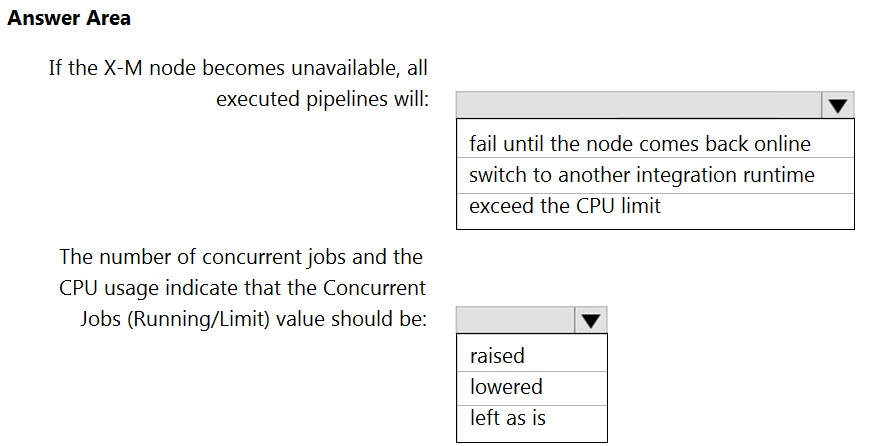 Answer Area
If the X-M node becomes unavailable, all
executed pipelines will:
fail until the node comes back online
switch to another integration runtime
exceed the CPU limit
The number of concurrent jobs and the
CPU usage indicate that the Concurrent
Jobs (Running/Limit) value should be:
raised
lowered
left as is